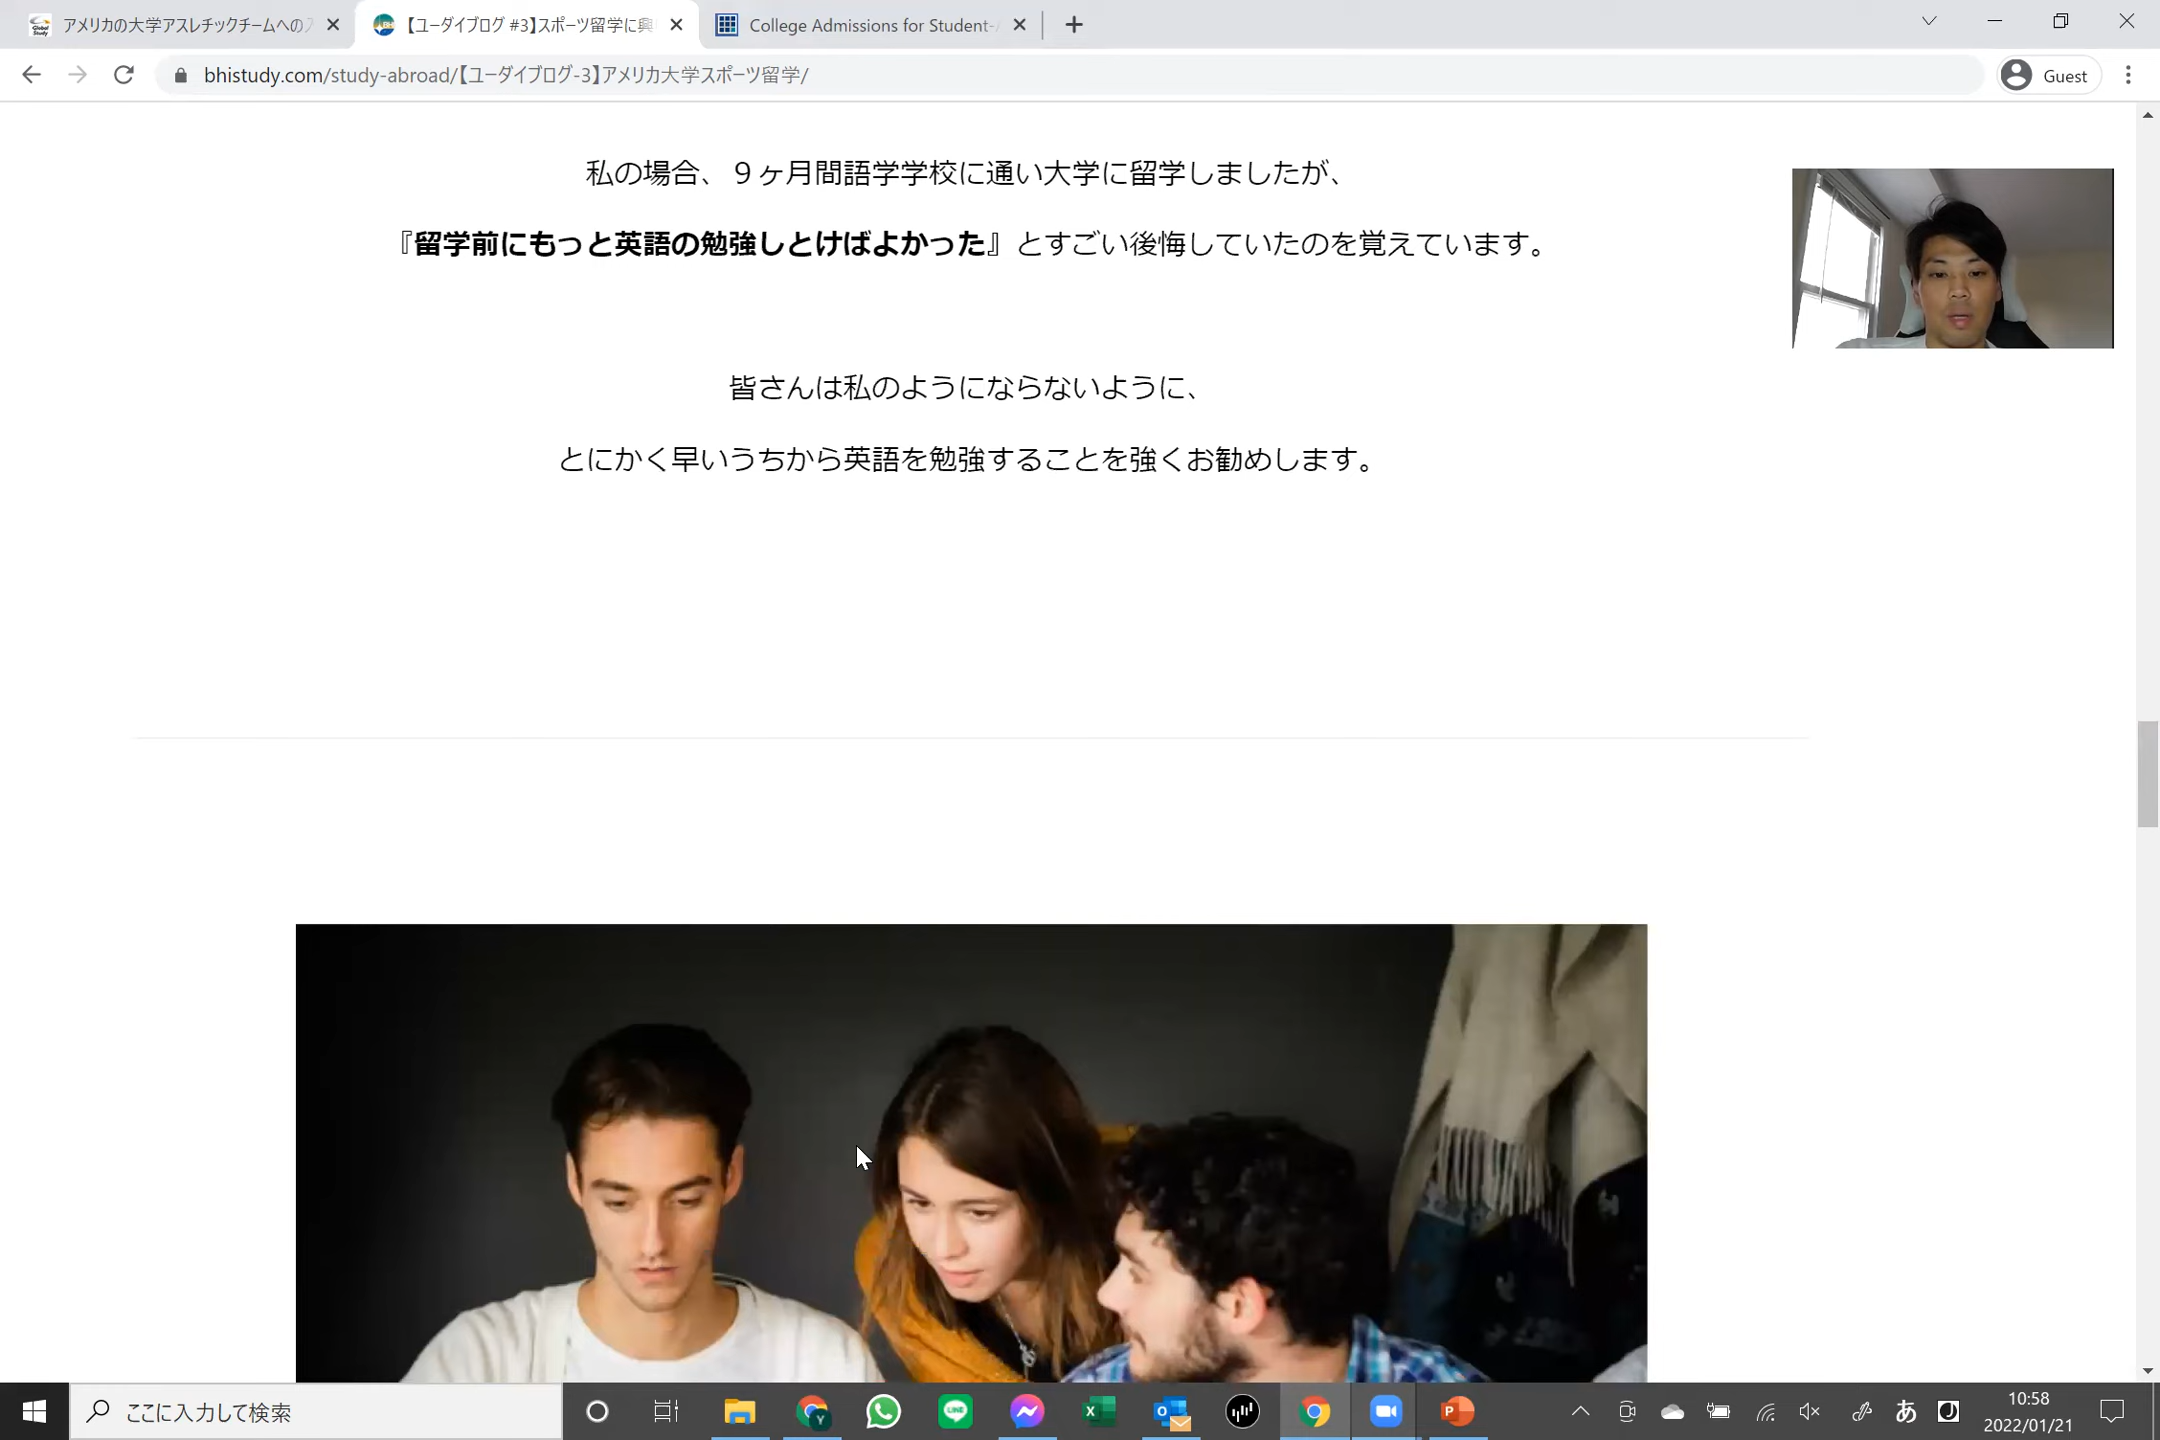 アメリカの大学アスレチックチームへのス
【ユーダイブログ #3】スポーツ留学に興
College Admissions for Student-
bhistudy.com/study-abroad/【ユーダイブログ-3】アメリカ大学スポーツ留学/
Guest
私の場合、９ヶ月間語学学校に通い大学に留学しましたが、
『留学前にもっと英語の勉強しとけばよかった』とすごい後悔していたのを覚えています。
皆さんは私のようにならないように、
とにかく早いうちから英語を勉強することを強くお勧めします。
ここに入力して検索
あ
10:58
2022/01/21